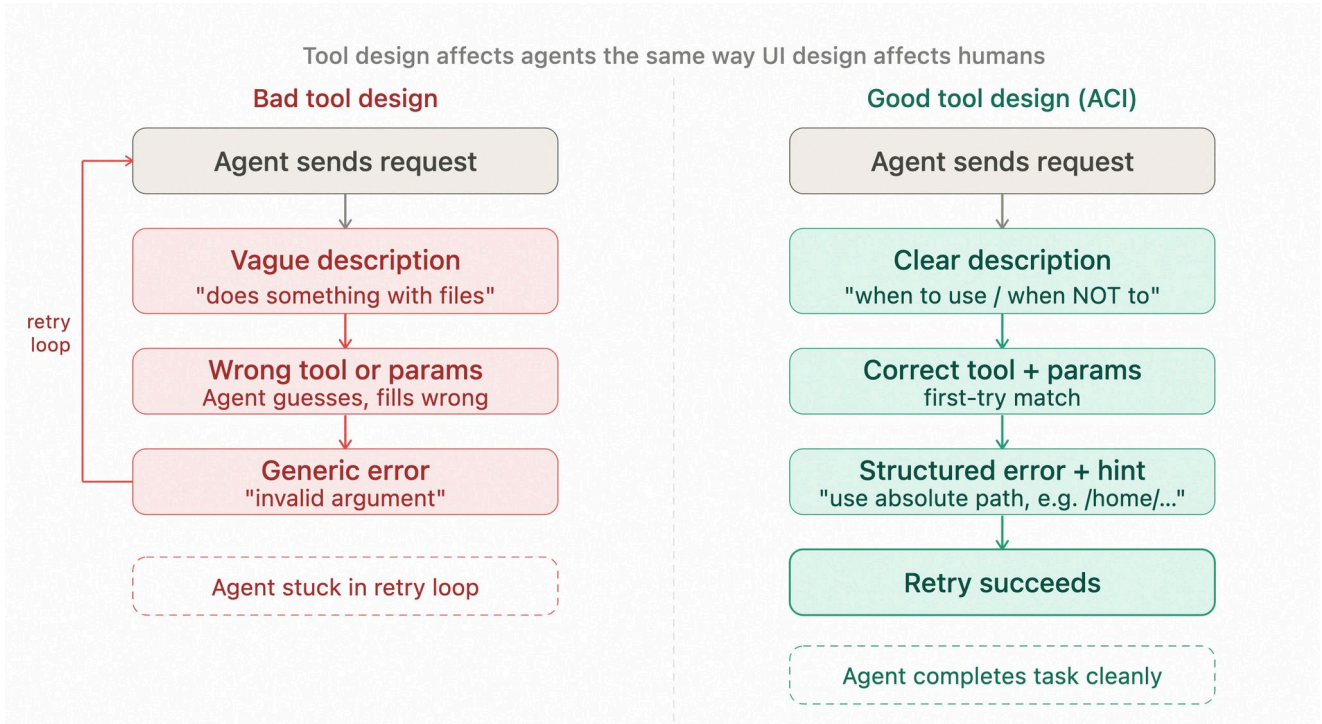 Tool design affects agents the same way UI design affects humans
Bad tool design
Agent sends request
Vague description
"does something with files"
retry
loop
Wrong tool or params
Agent guesses, fills wrong
Generic error
"invalid argument"
Agent stuck in retry loop
Good tool design (ACI)
Agent sends request
Clear description
"when to use / when NOT to"
Correct tool + params
first-try match
Structured error + hint
"use absolute path, e.g. /home/..."
Retry succeeds
Agent completes task cleanly